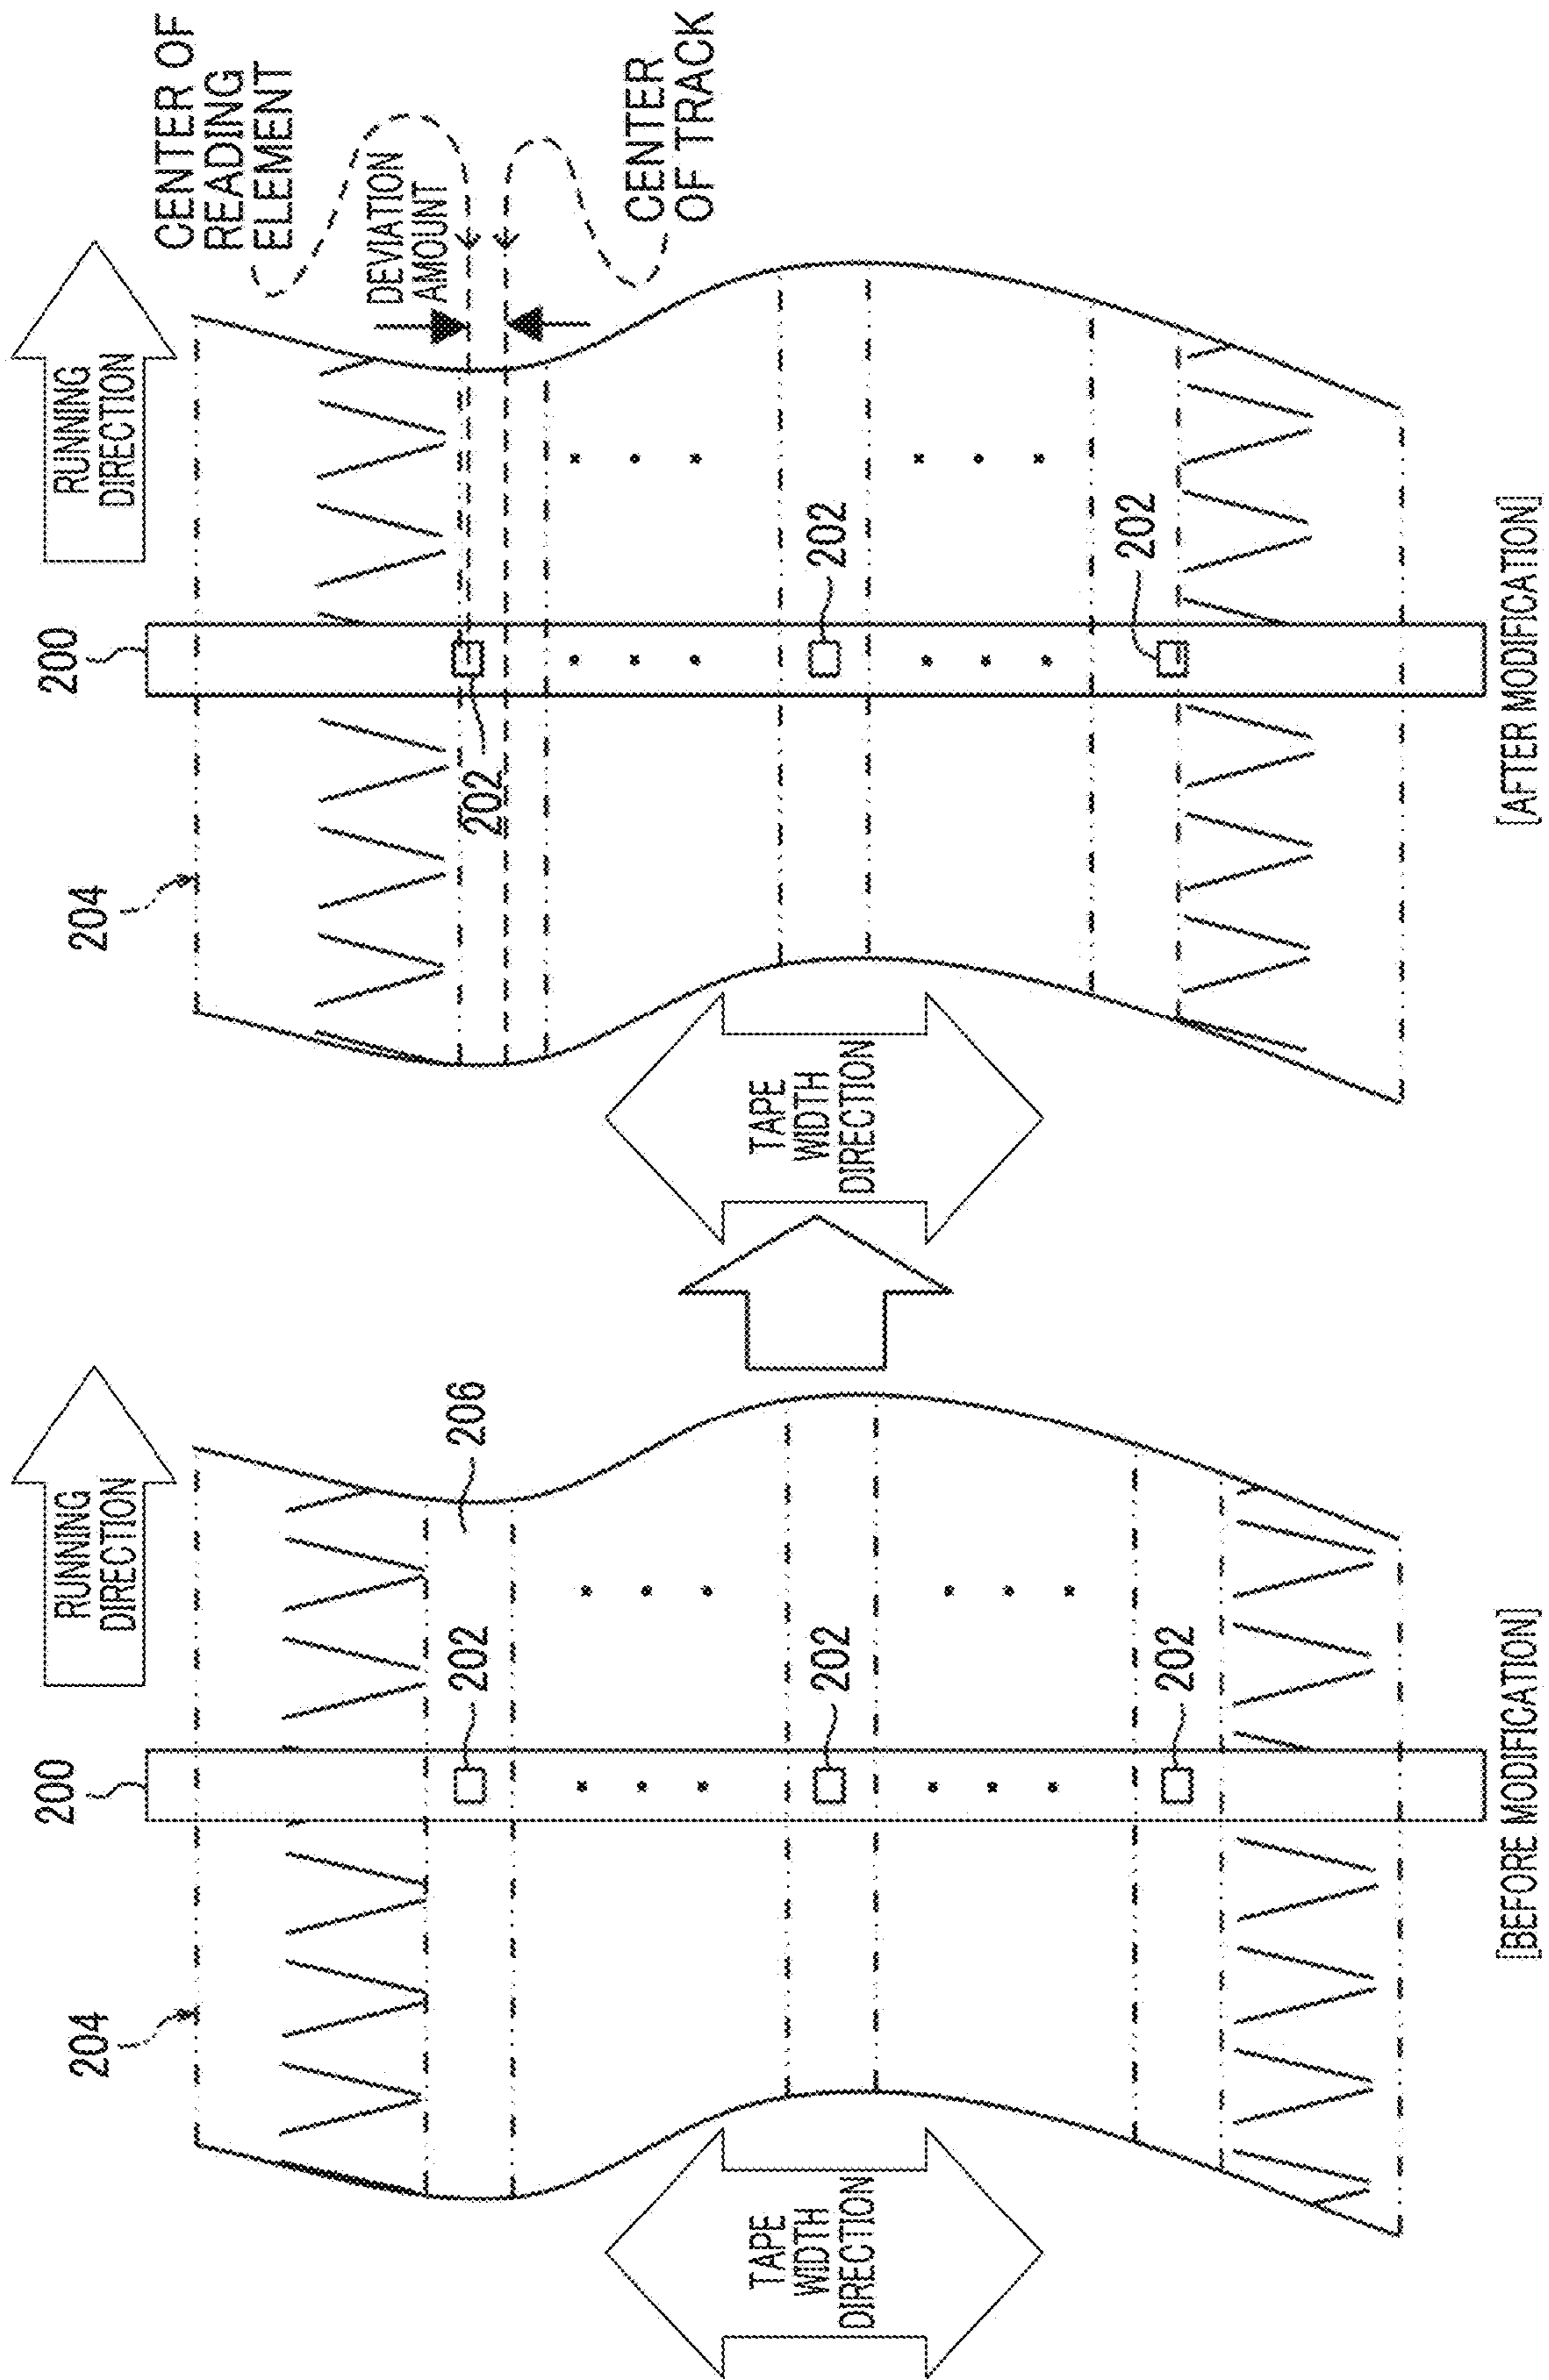 RUNNING
DIRECTION
204
200
202
206
202
202
TAPE
WIDTH
DIRECTION
[BEFORE MODIFICATION]
RUNNING
DIRECTION
204
200
202
202
202
CENTER OF
READING
ELEMENT
DEVIATION
AMOUNT
CENTER
OF TRACK
TAPE
WIDTH
DIRECTION
[AFTER MODIFICATION]